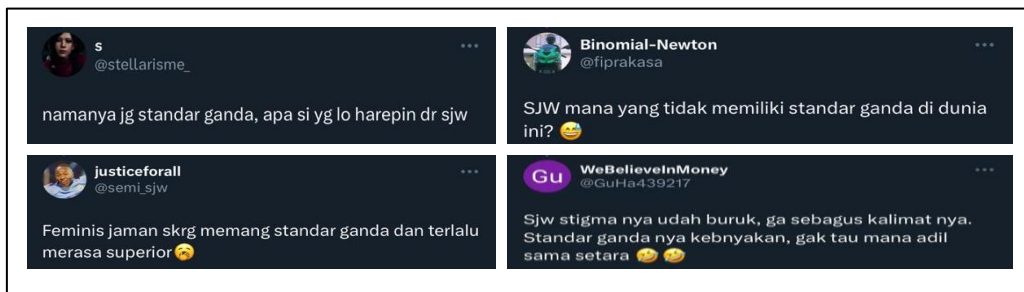 s
@stellarisme_
namanya jg standar ganda, apa si yg lo harepin dr sjw
Binomial-Newton
@fiprakasa
SJW mana yang tidak memiliki standar ganda di dunia
ini? 😅
justiceforall
@semi_sjw
Feminis jaman skrg memang standar ganda dan terlalu
merasa superior🥱
Gu
WeBelieveInMoney
@GuHa439217
Sjw stigma nya udah buruk, ga sebagus kalimat nya.
Standar ganda nya kebnyakan, gak tau mana adil
sama setara 🤣 🤣